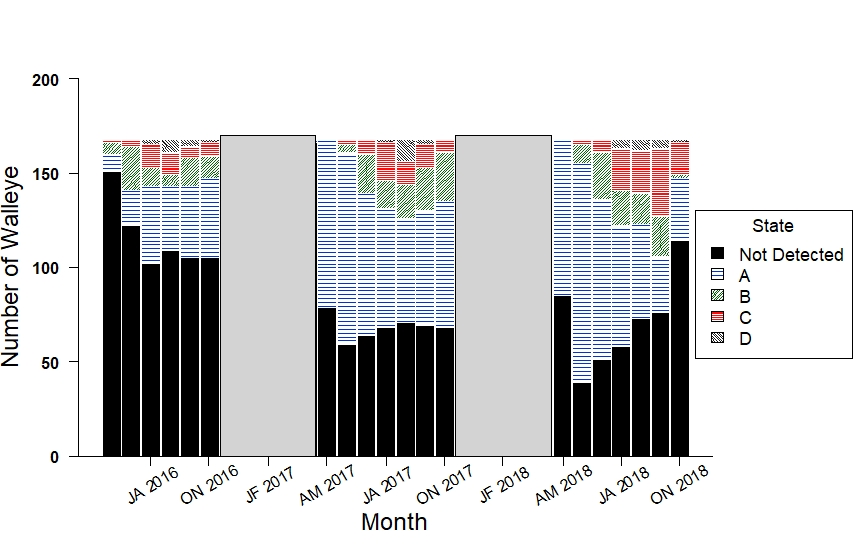 Number of Walleye
200
150
100
50
0
JA 2016
ON 2016
JF 2017
AM 2017
JA 2017
ON 2017
JF 2018
AM 2018
JA 2018
ON 2018
Month
State
Not Detected
A
B
C
D